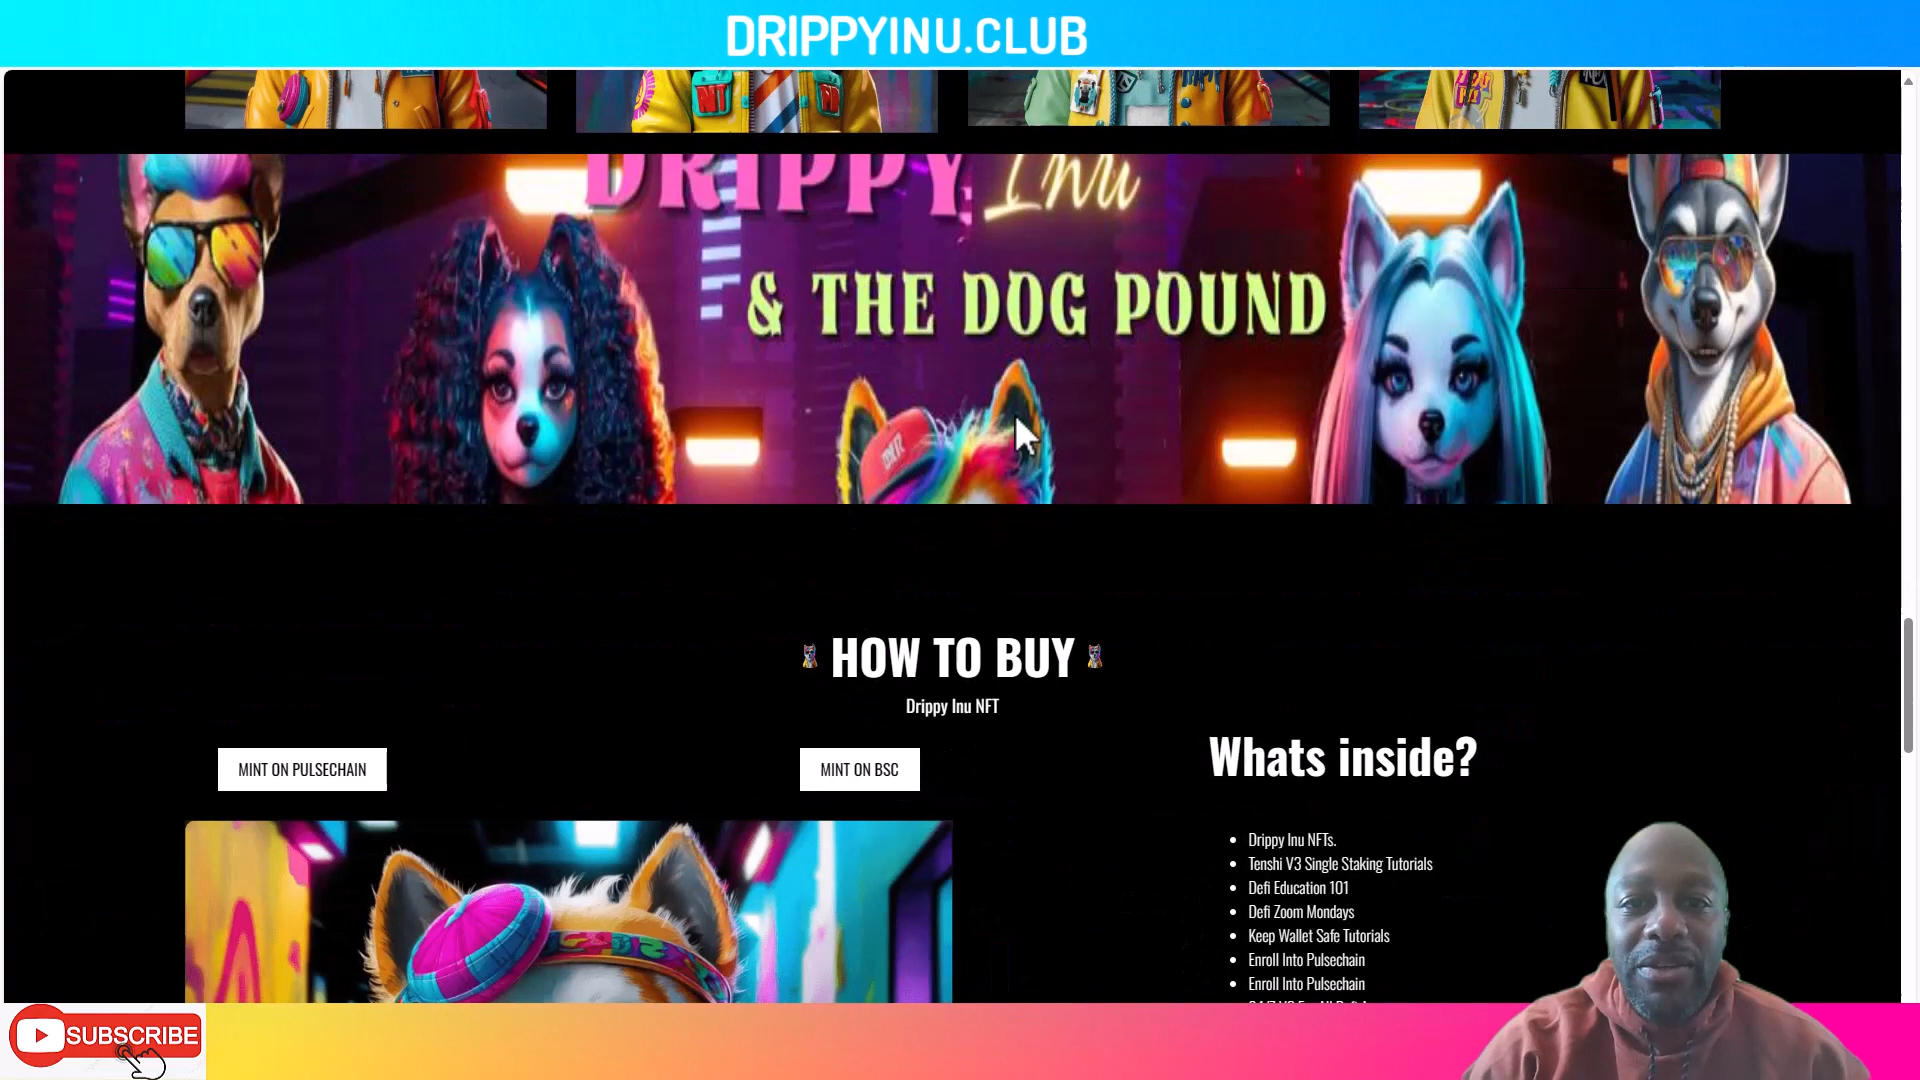 DRIPPYINU.CLUB
DRIPPY Inu
& THE DOG POUND
HOW TO BUY
Drippy Inu NFT
MINT ON PULSECHAIN
MINT ON BSC
Whats inside?
Drippy Inu NFTs.
Tenshi V3 Single Staking Tutorials
Defi Education 101
Defi Zoom Mondays
Keep Wallet Safe Tutorials
Enroll Into Pulsechain
Enroll Into Pulsechain
SUBSCRIBE